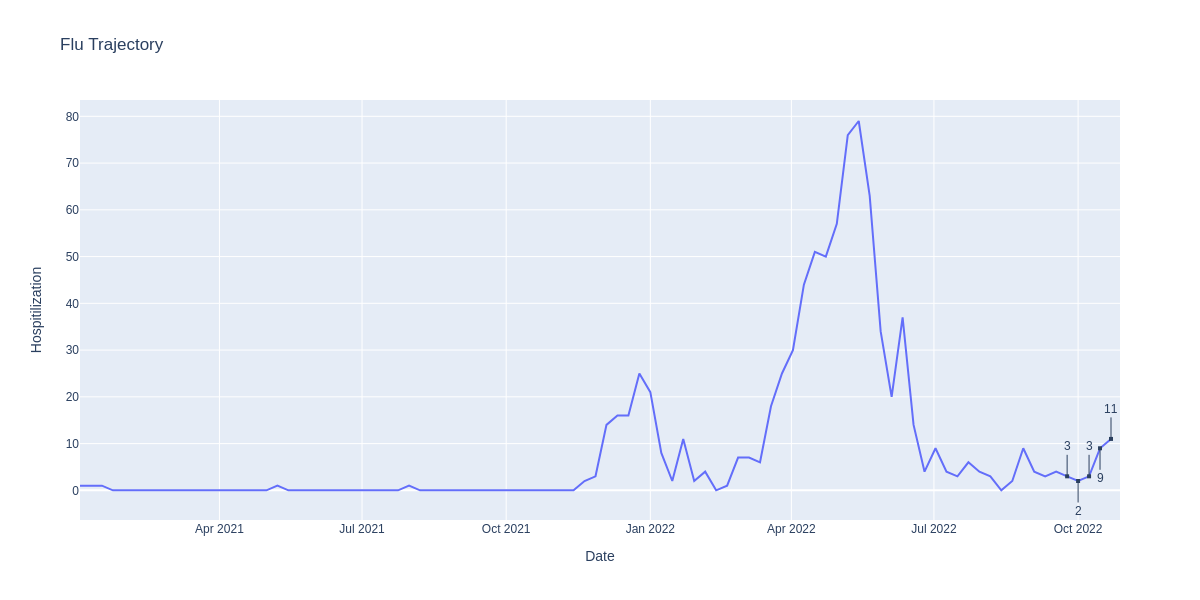 Flu Trajectory
80
70
60
50
40
30
20
10
0
Hospitilization
11
3
3
9
2
Apr 2021
Jul 2021
Oct 2021
Jan 2022
Apr 2022
Jul 2022
Oct 2022
Date